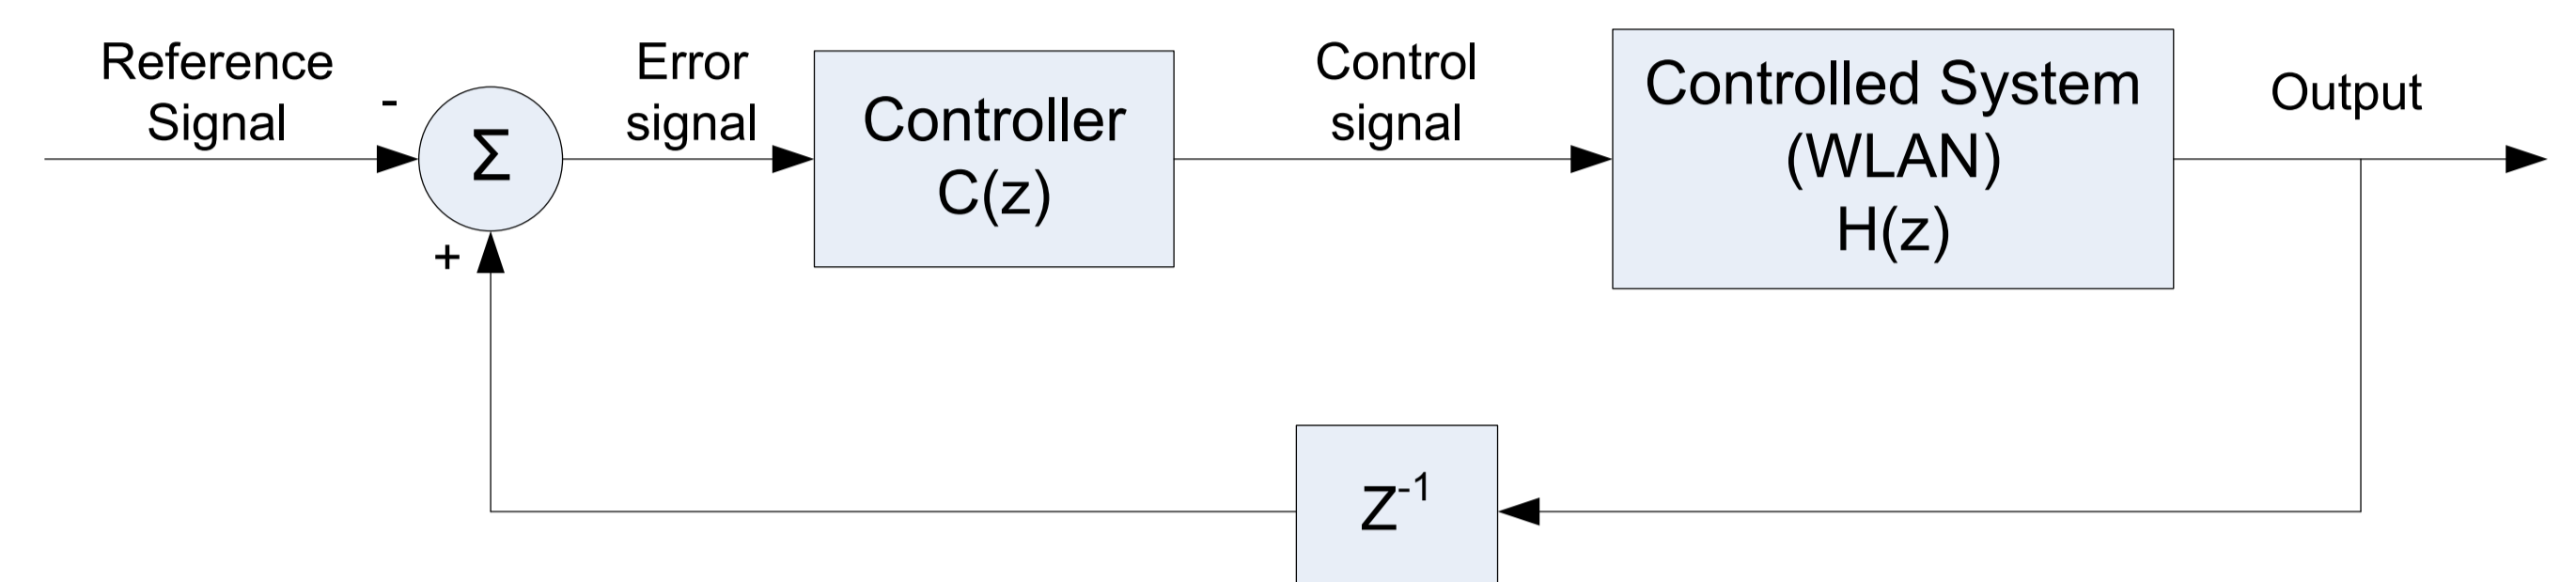 Reference
Signal
-
Σ
+
Error
signal
Controller
C(z)
Control
signal
Controlled System
(WLAN)
H(z)
Output
Z⁻¹